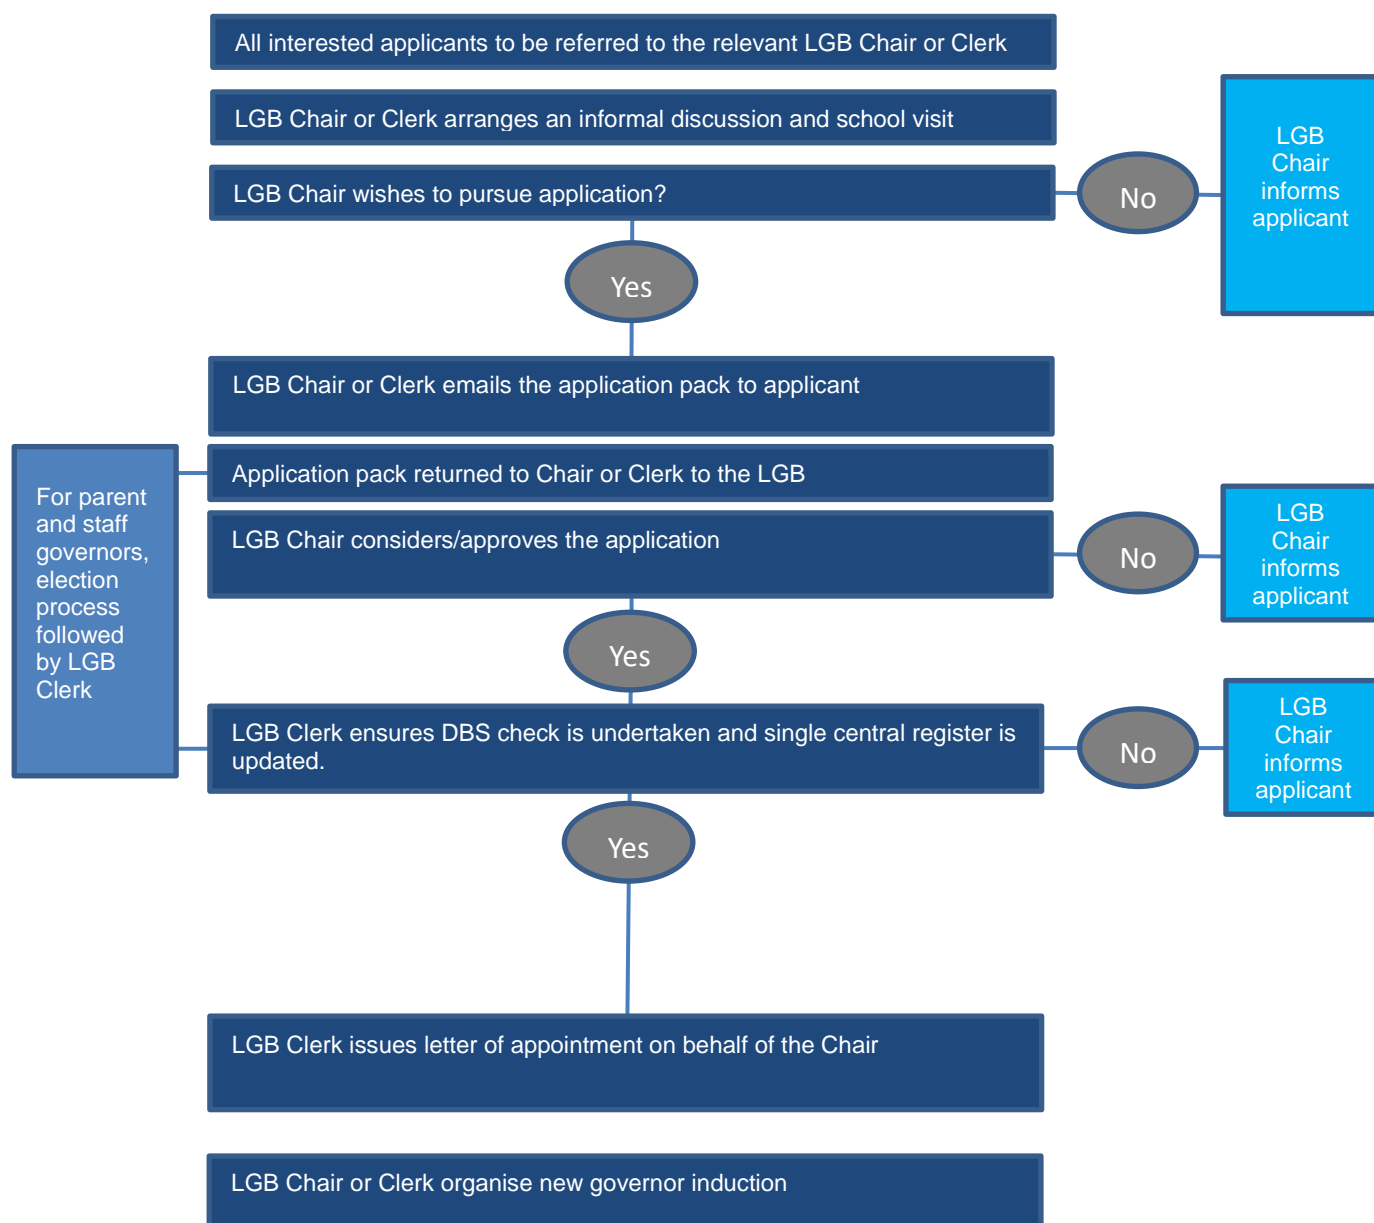 All interested applicants to be referred to the relevant LGB Chair or Clerk
LGB Chair or Clerk arranges an informal discussion and school visit
LGB Chair wishes to pursue application?
No
LGB
Chair
informs
applicant
Yes
LGB Chair or Clerk emails the application pack to applicant
For parent
and staff
governors,
election
process
followed
by LGB
Clerk
Application pack returned to Chair or Clerk to the LGB
LGB Chair considers/approves the application
No
LGB
Chair
informs
applicant
Yes
LGB Clerk ensures DBS check is undertaken and single central register is
updated.
No
LGB
Chair
informs
applicant
Yes
LGB Clerk issues letter of appointment on behalf of the Chair
LGB Chair or Clerk organise new governor induction